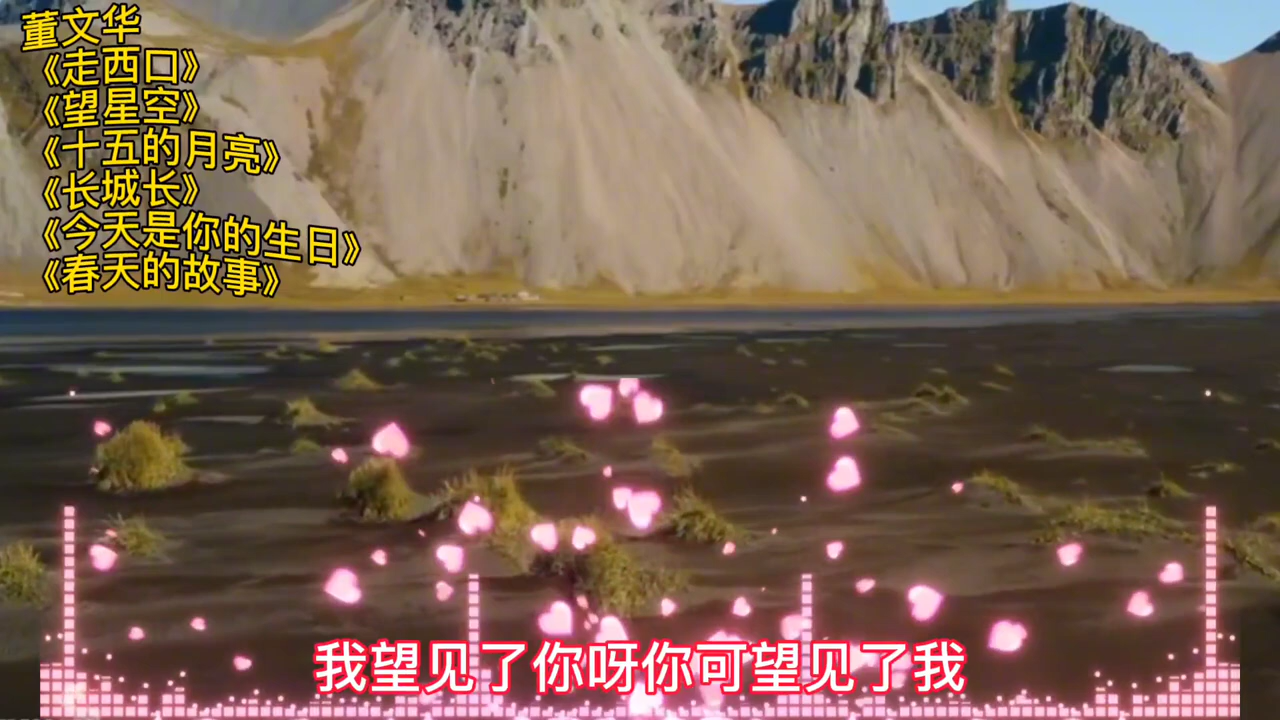 董文华
《走西口》
《望星空》
《十五的月亮》
《长城长》
《今天是你的生日》
《春天的故事》
我望见了你呀你可望见了我